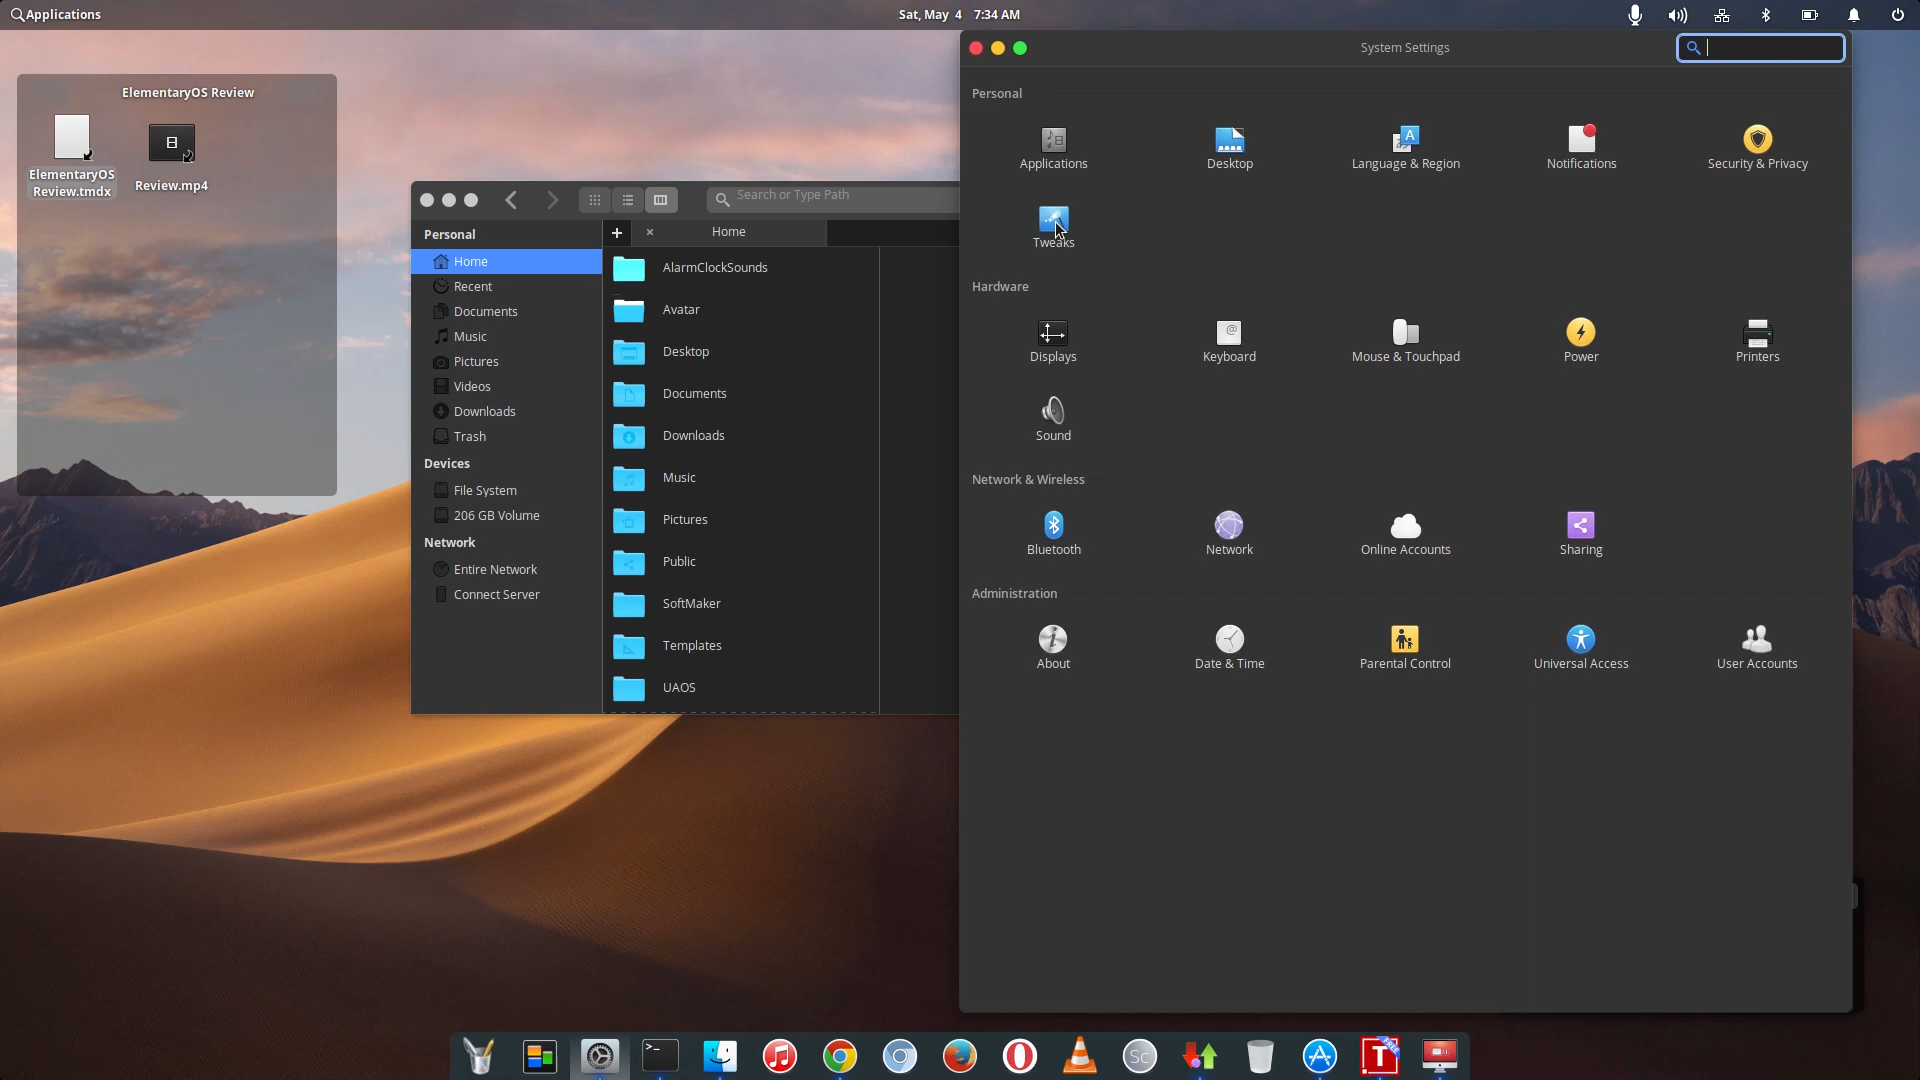 Applications
Sat, May 4 7:34 AM
ElementaryOS Review
ElementaryOS
Review.tmdx
Review.mp4
Search or Type Path
Home
Personal
Home
Recent
Documents
Music
Pictures
Videos
Downloads
Trash
Devices
File System
206 GB Volume
Network
Entire Network
Connect Server
AlarmClockSounds
Avatar
Desktop
Documents
Downloads
Music
Pictures
Public
SoftMaker
Templates
UAOS
System Settings
Personal
Applications
Desktop
Language & Region
Notifications
Security & Privacy
Tweaks
Hardware
Displays
Keyboard
Mouse & Touchpad
Power
Printers
Sound
Network & Wireless
Bluetooth
Network
Online Accounts
Sharing
Administration
About
Date & Time
Parental Control
Universal Access
User Accounts
Sc
T
FREE